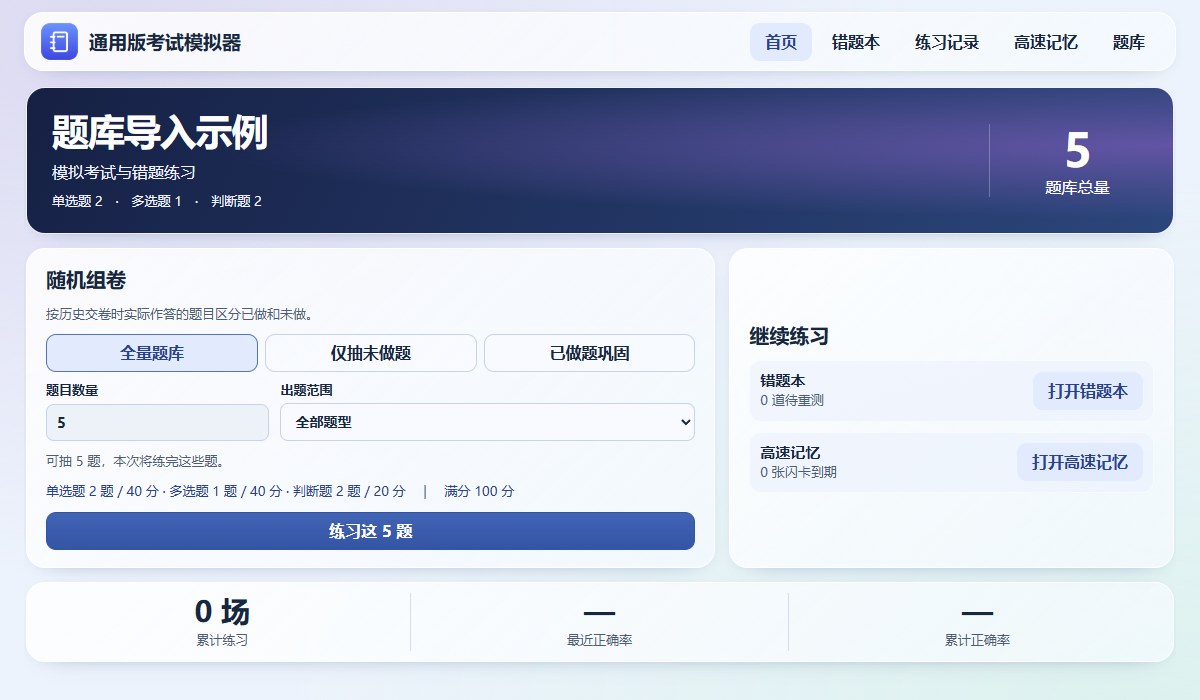 通用版考试模拟器
首页
错题本
练习记录
高速记忆
题库
题库导入示例
模拟考试与错题练习
单选题 2 · 多选题 1 · 判断题 2
5
题库总量
随机组卷
按历史交卷时实际作答的题目区分已做和未做。
全量题库
仅抽未做题
已做题巩固
题目数量
出题范围
5
全部题型
可抽 5 题，本次将练完这些题。
单选题 2 题 / 40 分 · 多选题 1 题 / 40 分 · 判断题 2 题 / 20 分 | 满分 100 分
练习这 5 题
继续练习
错题本
0 道待重测
打开错题本
高速记忆
0 张闪卡到期
打开高速记忆
0 场
累计练习
—
最近正确率
—
累计正确率